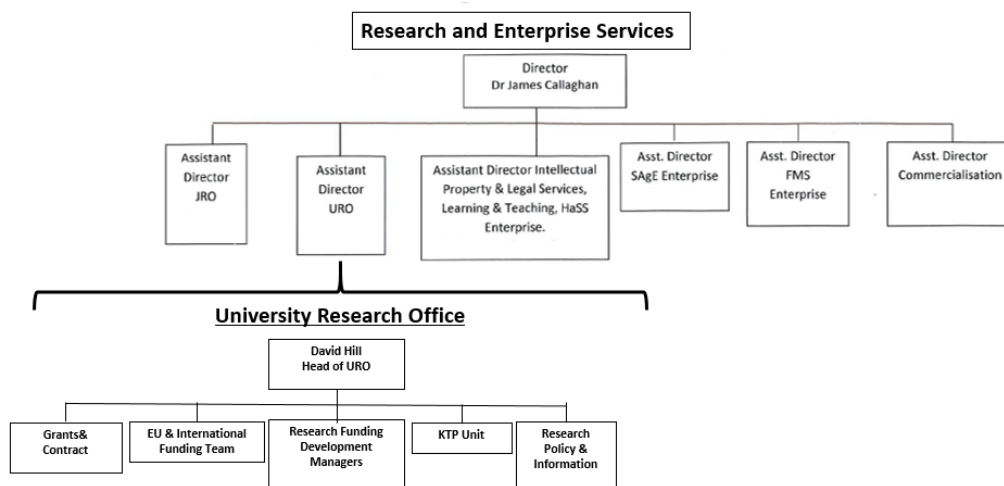 Research and Enterprise Services
Director
Dr James Callaghan
Assistant
Director
JRO
Assistant
Director
URO
Assistant Director Intellectual
Property & Legal Services,
Learning & Teaching, HaSS
Enterprise.
Asst. Director
SAgE Enterprise
Asst. Director
FMS
Enterprise
Asst. Director
Commercialisation
University Research Office
David Hill
Head of URO
Grants&
Contract
EU & International
Funding Team
Research Funding
Development
Managers
KTP Unit
Research
Policy &
Information